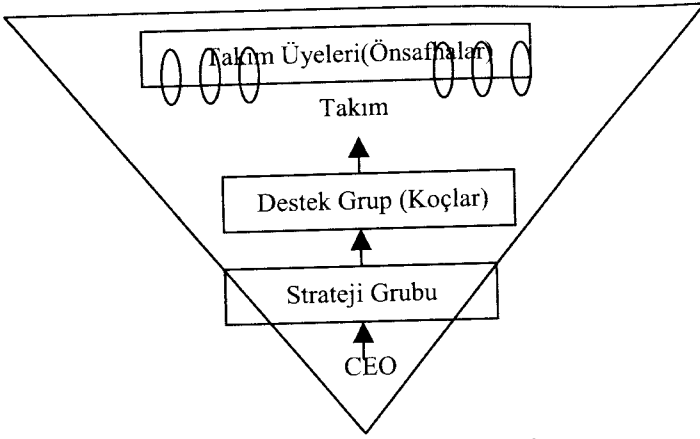 Takım Üyeleri(Önsafhalar)
Takım
Destek Grup (Koçlar)
Strateji Grubu
CEO